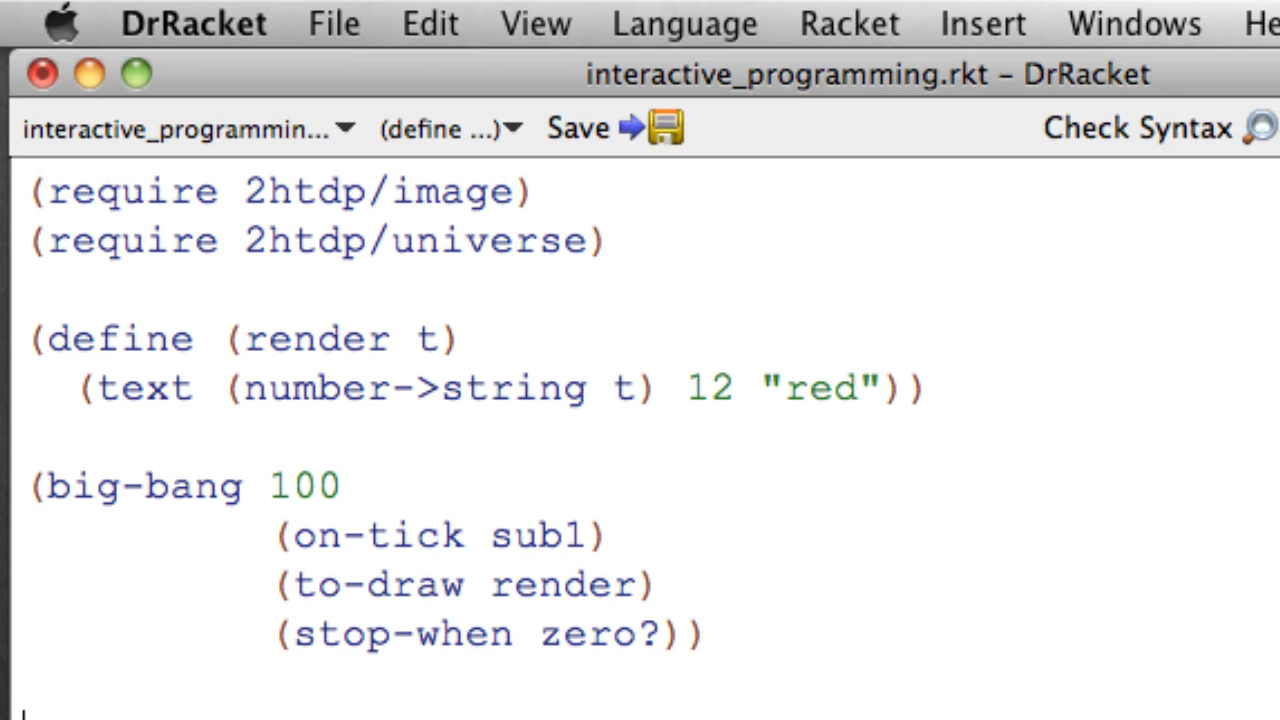 DrRacket File Edit View Language Racket Insert Windows He
interactive_programming.rkt – DrRacket
interactive_programmin... (define ...) Save Check Syntax
(require 2htdp/image)
(require 2htdp/universe)
(define (render t)
  (text (number->string t) 12 "red"))
(big-bang 100
          (on-tick sub1)
          (to-draw render)
          (stop-when zero?))